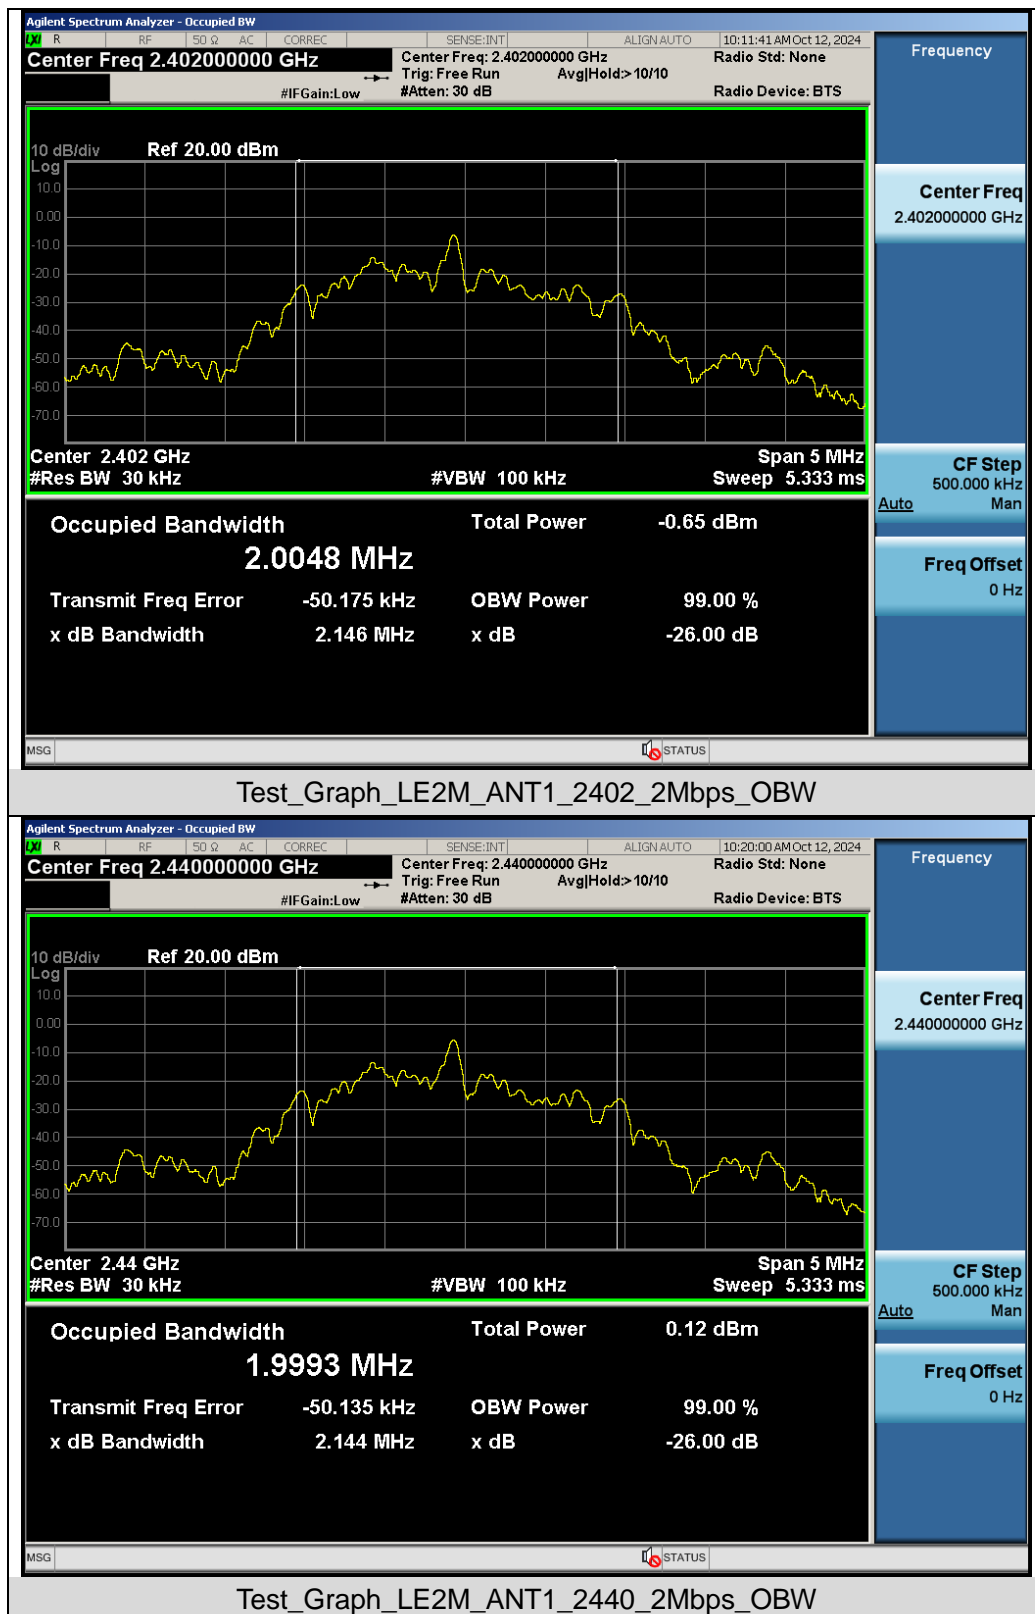 Agilent Spectrum Analyzer - Occupied BW
LXI R RF 50 Ω AC CORREC SENSE:INT ALIGN AUTO 10:11:41 AM Oct 12, 2024
Center Freq 2.402000000 GHz
Center Freq: 2.402000000 GHz
Radio Std: None
Trig: Free Run Avg|Hold:>10/10
#IFGain:Low
#Atten: 30 dB
Radio Device: BTS
Frequency
10 dB/div Ref 20.00 dBm
Log
10.0
0.00
-10.0
-20.0
-30.0
-40.0
-50.0
-60.0
-70.0
Center Freq
2.402000000 GHz
Center 2.402 GHz Span 5 MHz
#Res BW 30 kHz #VBW 100 kHz Sweep 5.333 ms
CF Step
500.000 kHz
Auto Man
Occupied Bandwidth Total Power -0.65 dBm
2.0048 MHz
Transmit Freq Error -50.175 kHz OBW Power 99.00 %
x dB Bandwidth 2.146 MHz x dB -26.00 dB
Freq Offset
0 Hz
MSG STATUS
Test_Graph_LE2M_ANT1_2402_2Mbps_OBW
Agilent Spectrum Analyzer - Occupied BW
LXI R RF 50 Ω AC CORREC SENSE:INT ALIGN AUTO 10:20:00 AM Oct 12, 2024
Center Freq 2.440000000 GHz
Center Freq: 2.440000000 GHz
Radio Std: None
Trig: Free Run Avg|Hold:>10/10
#IFGain:Low
#Atten: 30 dB
Radio Device: BTS
Frequency
10 dB/div Ref 20.00 dBm
Log
10.0
0.00
-10.0
-20.0
-30.0
-40.0
-50.0
-60.0
-70.0
Center Freq
2.440000000 GHz
Center 2.44 GHz Span 5 MHz
#Res BW 30 kHz #VBW 100 kHz Sweep 5.333 ms
CF Step
500.000 kHz
Auto Man
Occupied Bandwidth Total Power 0.12 dBm
1.9993 MHz
Transmit Freq Error -50.135 kHz OBW Power 99.00 %
x dB Bandwidth 2.144 MHz x dB -26.00 dB
Freq Offset
0 Hz
MSG STATUS
Test_Graph_LE2M_ANT1_2440_2Mbps_OBW